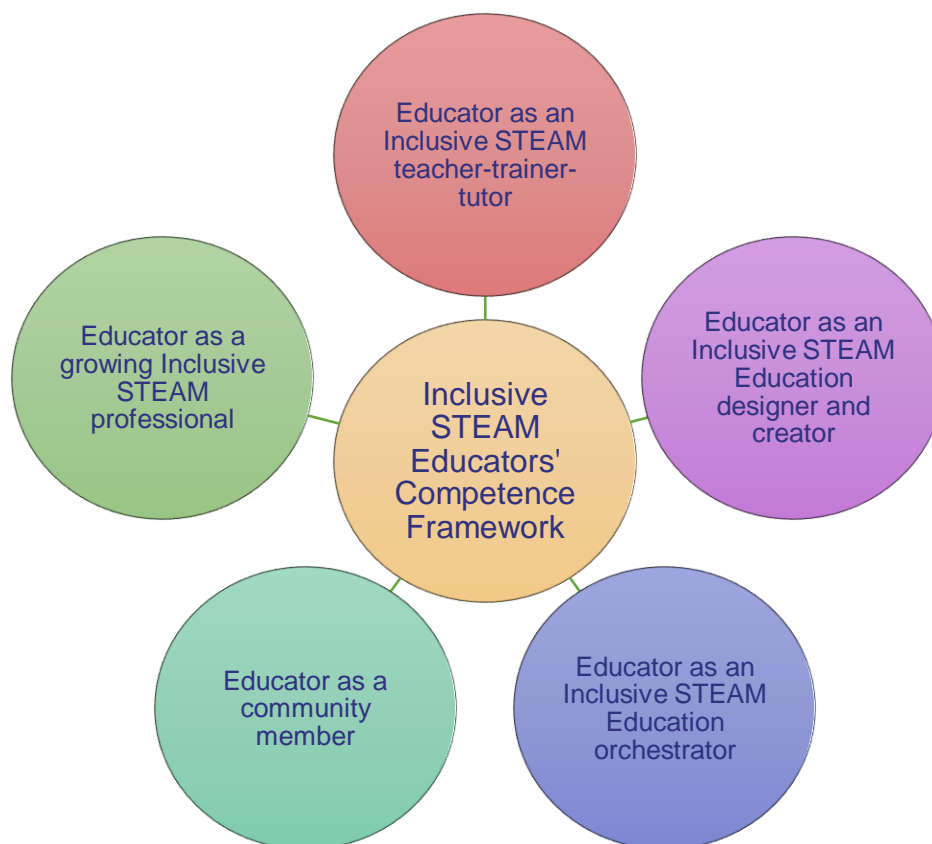 Educator as an
Inclusive STEAM
teacher-trainer-
tutor
Educator as an
Inclusive STEAM
Education
designer and
creator
Educator as an
Inclusive STEAM
Education
orchestrator
Educator as a
community
member
Educator as a
growing Inclusive
STEAM
professional
Inclusive
STEAM
Educators'
Competence
Framework